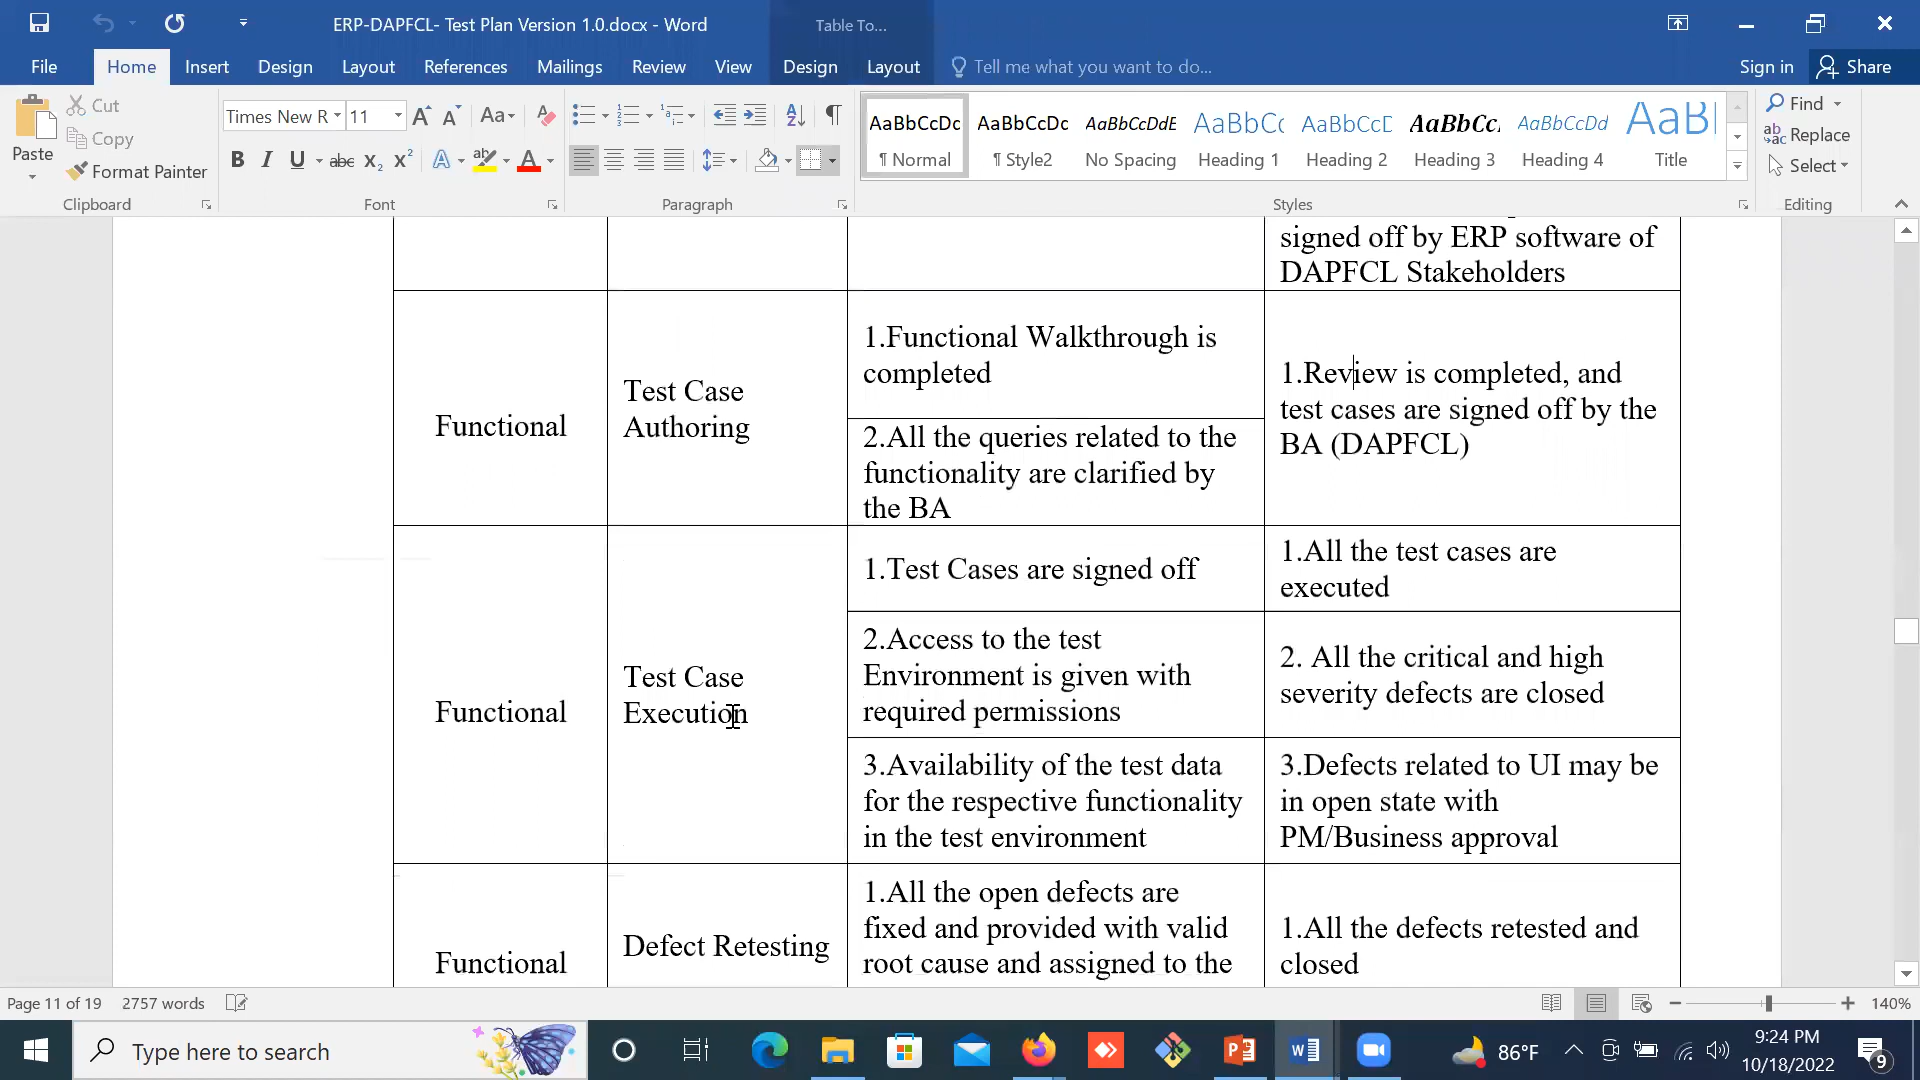 ERP-DAPFCL- Test Plan Version 1.0.docx - Word
Table To...
File
Home
Insert
Design
Layout
References
Mailings
Review
View
Design
Layout
Tell me what you want to do...
Sign in
Share
Paste
Cut
Copy
Format Painter
Clipboard
Times New R
11
Aa
B I U abc X₂ X²
Font
Paragraph
AaBbCcDc
¶ Normal
AaBbCcDc
¶ Style2
AaBbCcDdE
No Spacing
AaBbCc
Heading 1
AaBbCcD
Heading 2
AaBbCc
Heading 3
AaBbCcDd
Heading 4
AaBI
Title
Styles
Find
Replace
Select
Editing
signed off by ERP software of
DAPFCL Stakeholders
Functional
Test Case
Authoring
1.Functional Walkthrough is
completed
2.All the queries related to the
functionality are clarified by
the BA
1.Review is completed, and
test cases are signed off by the
BA (DAPFCL)
Functional
Test Case
Execution
1.Test Cases are signed off
2.Access to the test
Environment is given with
required permissions
3.Availability of the test data
for the respective functionality
in the test environment
1.All the test cases are
executed
2. All the critical and high
severity defects are closed
3.Defects related to UI may be
in open state with
PM/Business approval
Functional
Defect Retesting
1.All the open defects are
fixed and provided with valid
root cause and assigned to the
1.All the defects retested and
closed
Page 11 of 19
2757 words
140%
Type here to search
86°F
9:24 PM
10/18/2022
9